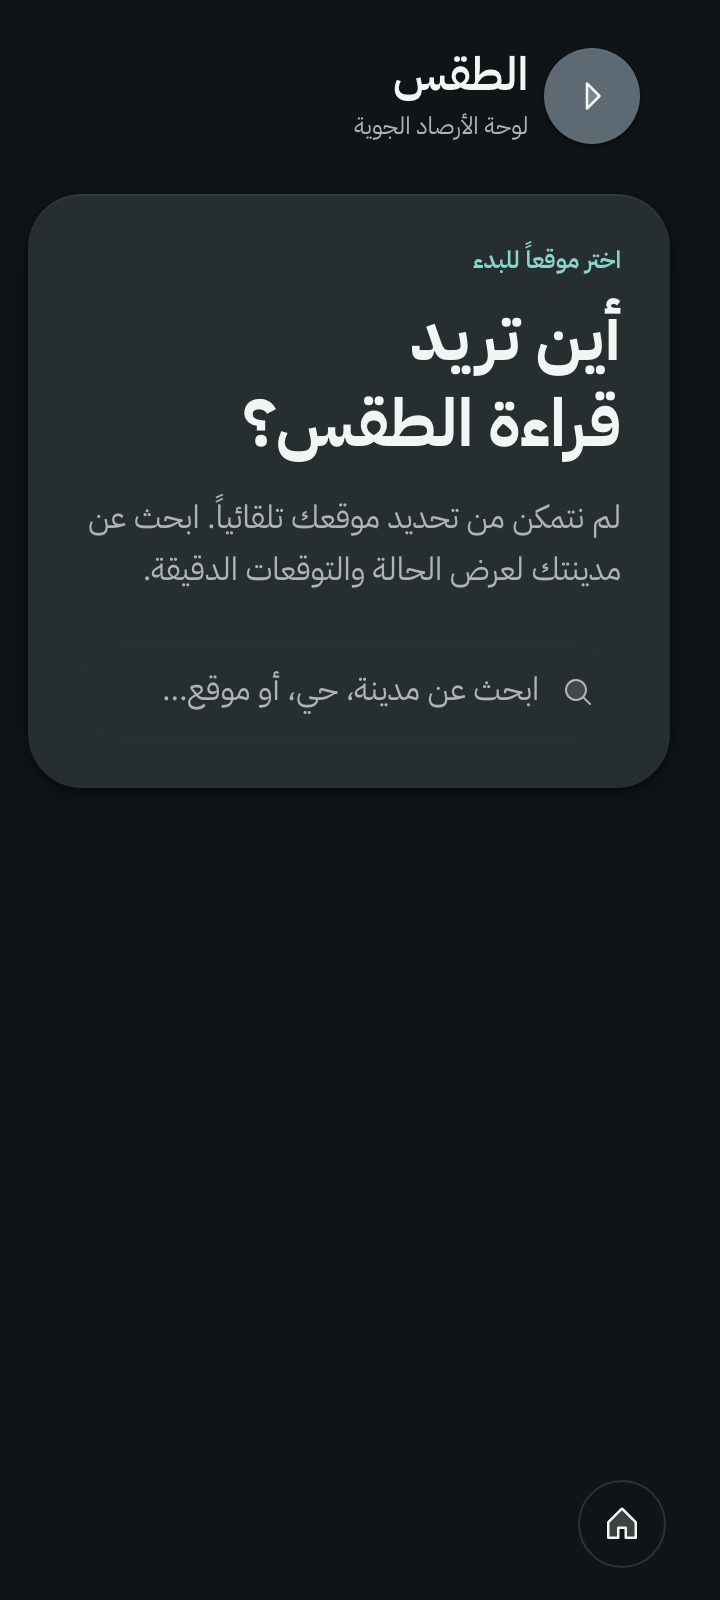 الطقس
لوحة الأرصاد الجوية
اختر موقعاً للبدء
أين تريد
قراءة الطقس؟
لم نتمكن من تحديد موقعك تلقائياً. ابحث عن
مدينتك لعرض الحالة والتوقعات الدقيقة.
ابحث عن مدينة، حي، أو موقع...